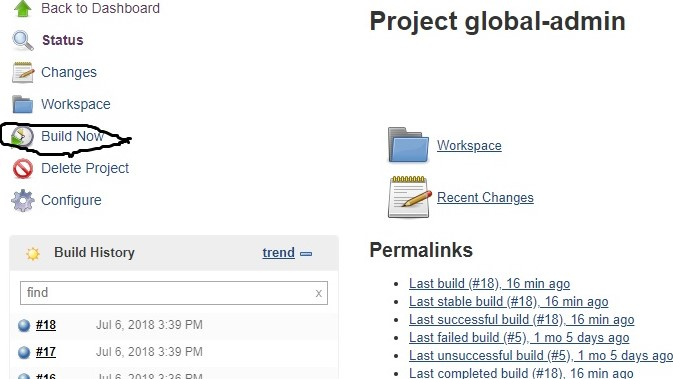 Back to Dashboard
Status
Changes
Workspace
Build Now
Delete Project
Configure
Build History
trend
find
x
#18 Jul 6, 2018 3:39 PM
#17 Jul 6, 2018 3:39 PM
#16 Jul 6, 2018 3:36 PM
Project global-admin
Workspace
Recent Changes
Permalinks
Last build (#18), 16 min ago
Last stable build (#18), 16 min ago
Last successful build (#18), 16 min ago
Last failed build (#5), 1 mo 5 days ago
Last unsuccessful build (#5), 1 mo 5 days ago
Last completed build (#18), 16 min ago